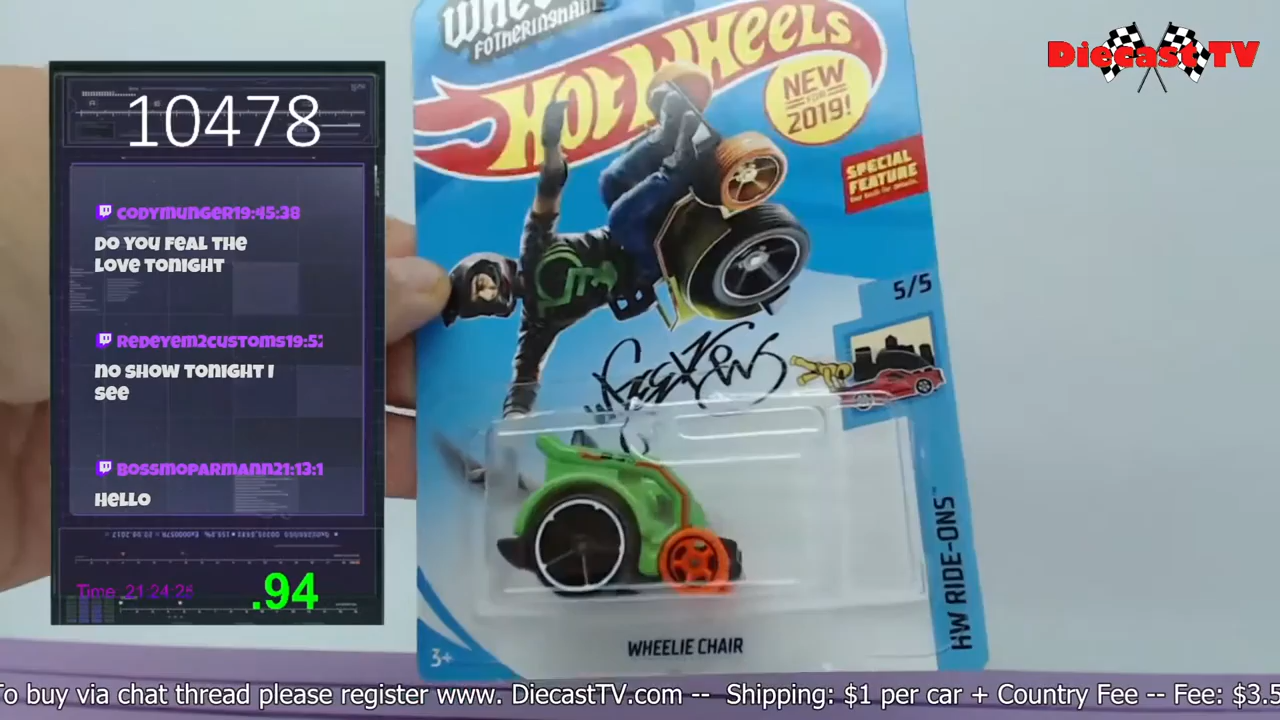 10478
codymunger19:45:38
Do you feal the
love tonight
Redeyem2customs19:52
no show tonight I
see
Bossmoparmann21:13:1
Hello
Time 21:24:25
.94
Fotheringham
Hot Wheels
NEW
FOR
2019!
SPECIAL
FEATURE
5/5
HW RIDE-ONS™
WHEELIE CHAIR
3+
Diecast TV
To buy via chat thread please register www. DiecastTV.com -- Shipping: $1 per car + Country Fee -- Fee: $3.5